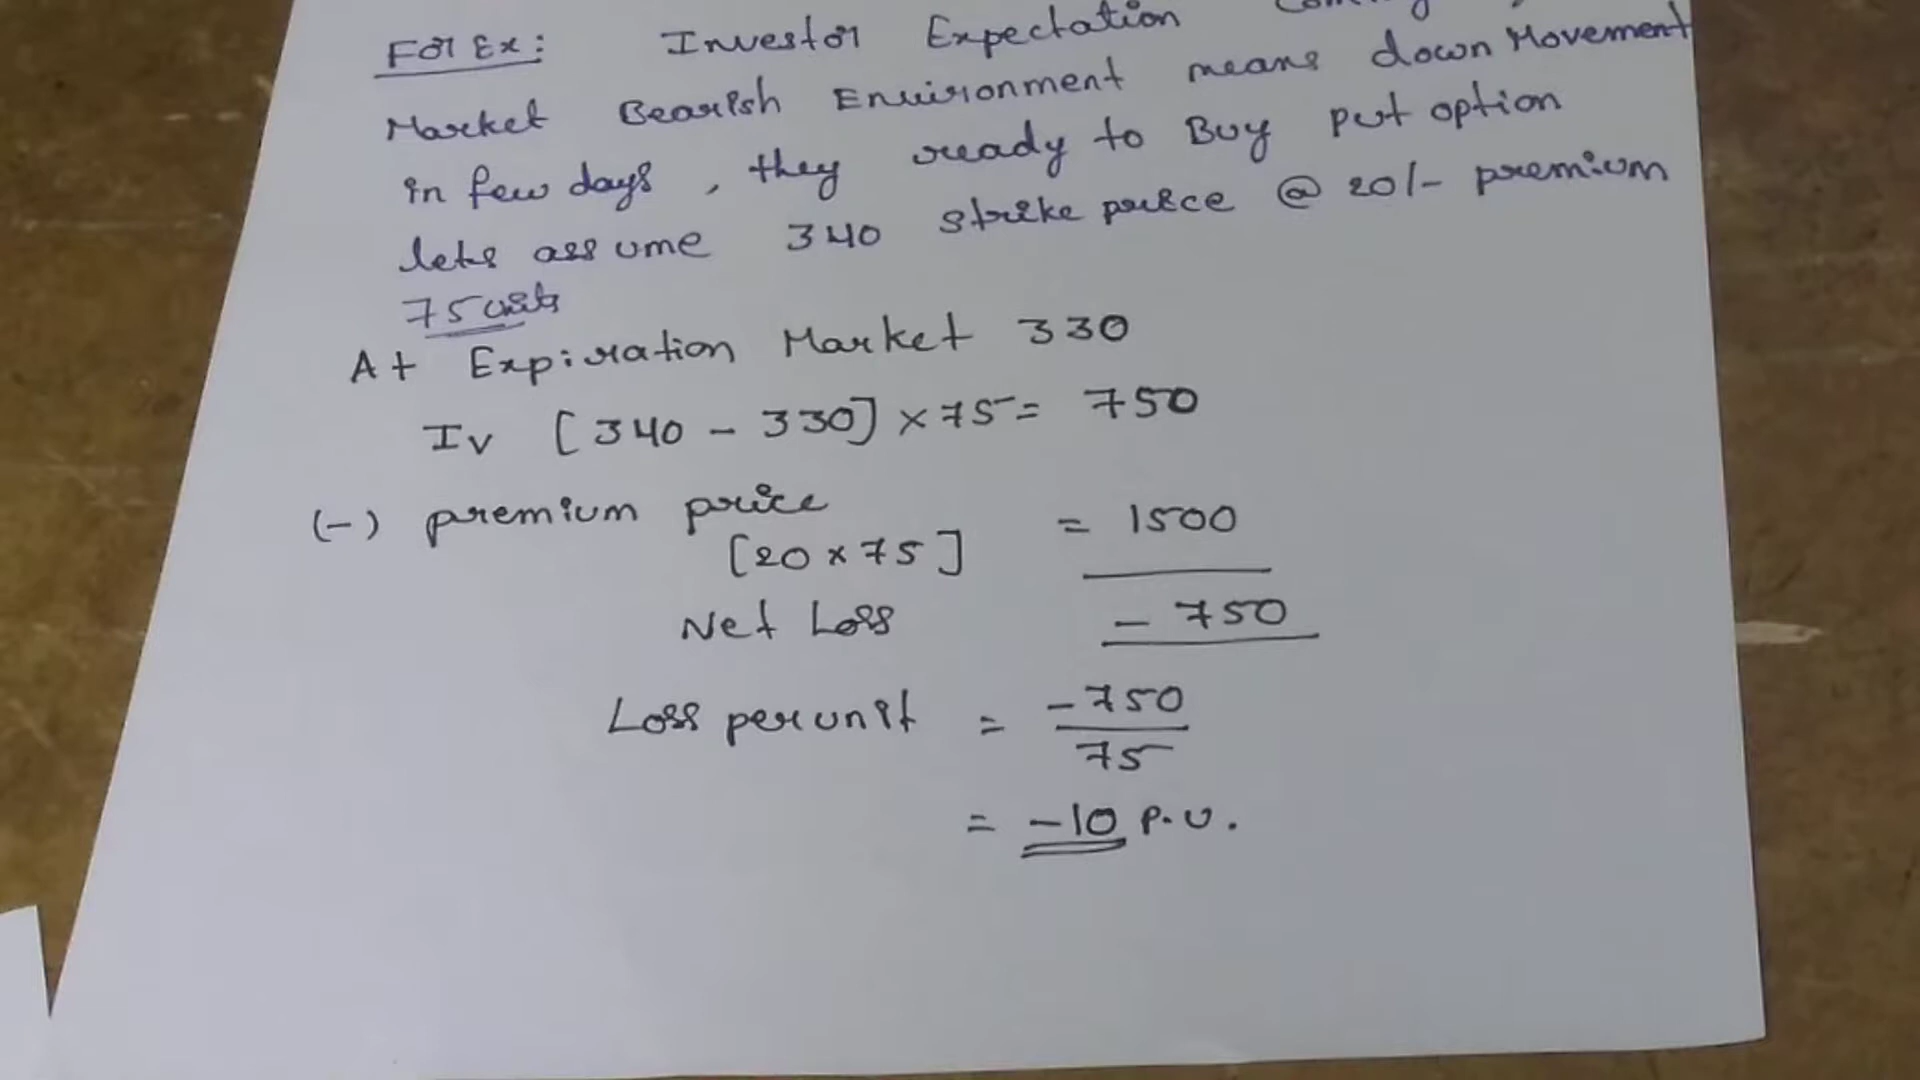 For Ex: Investor Expectation
Market Bearish Environment means down Movement
in few days, they ready to Buy put option
lets assume 340 strike price @ 20/- premium
75 units
At Expiration Market 330
IV [340 - 330] x 75 = 750
(-) premium price = 1500
[20 x 75]
Net Loss - 750
Loss per unit = -750
75
= -10 P.U.